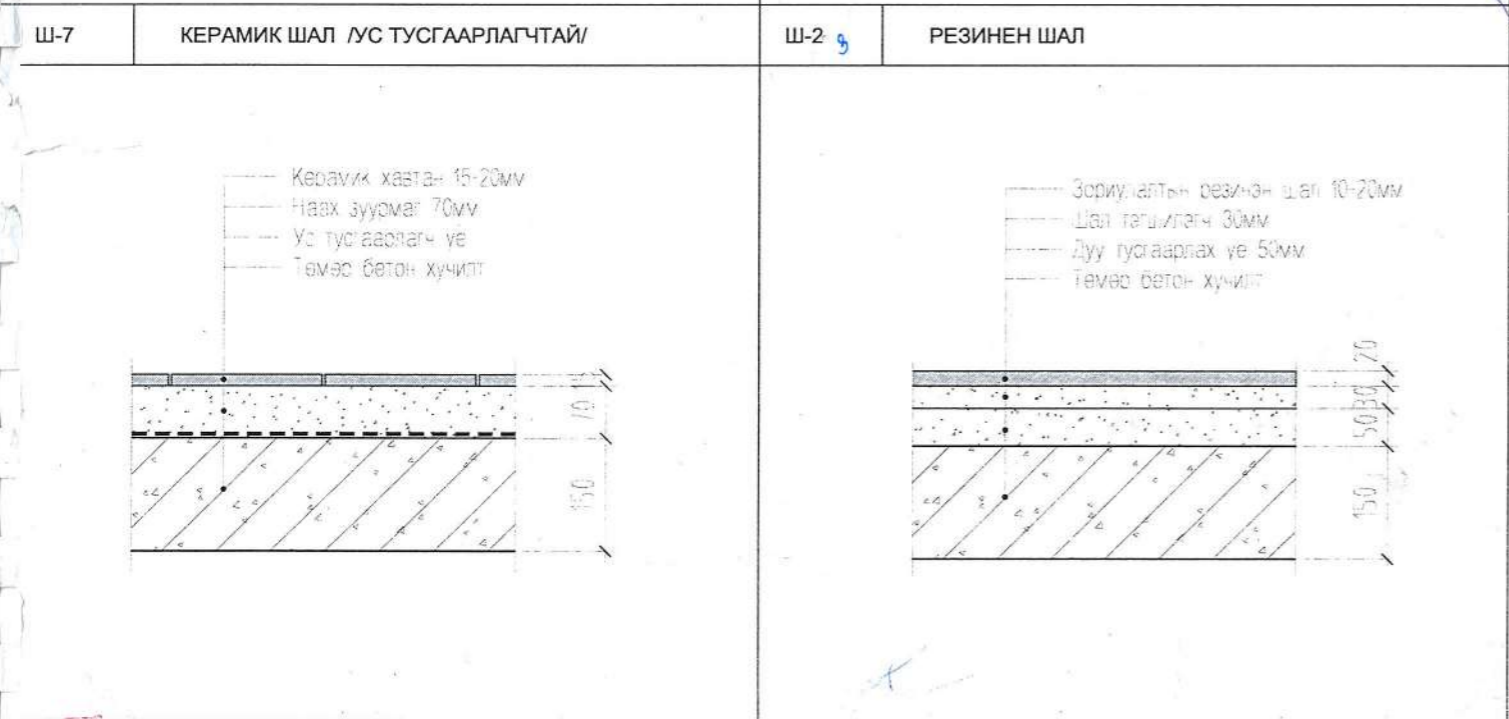 Ш-7
КЕРАМИК ШАЛ /УС ТУСГААРЛАГЧТАЙ/
Керамик хавтан 15-20мм
Наах зуурмаг 70мм
Ус тусгаарлагч үе
Төмөр бетон хучилт
15
70
150
Ш-2
РЕЗИНЕН ШАЛ
Зориулалтын резинэн шал 10-20мм
Шал тэгшилэгч 30мм
Дуу тусгаарлах үе 50мм
Төмөр бетон хучилт
20
30
50
150